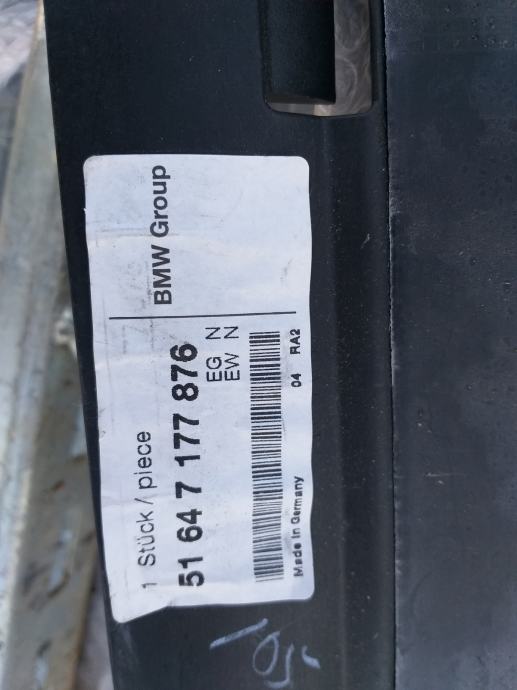 BMW Group
1 Stück / piece
51 64 7 177 876
EG N
EW N
Made in Germany
04 RA2